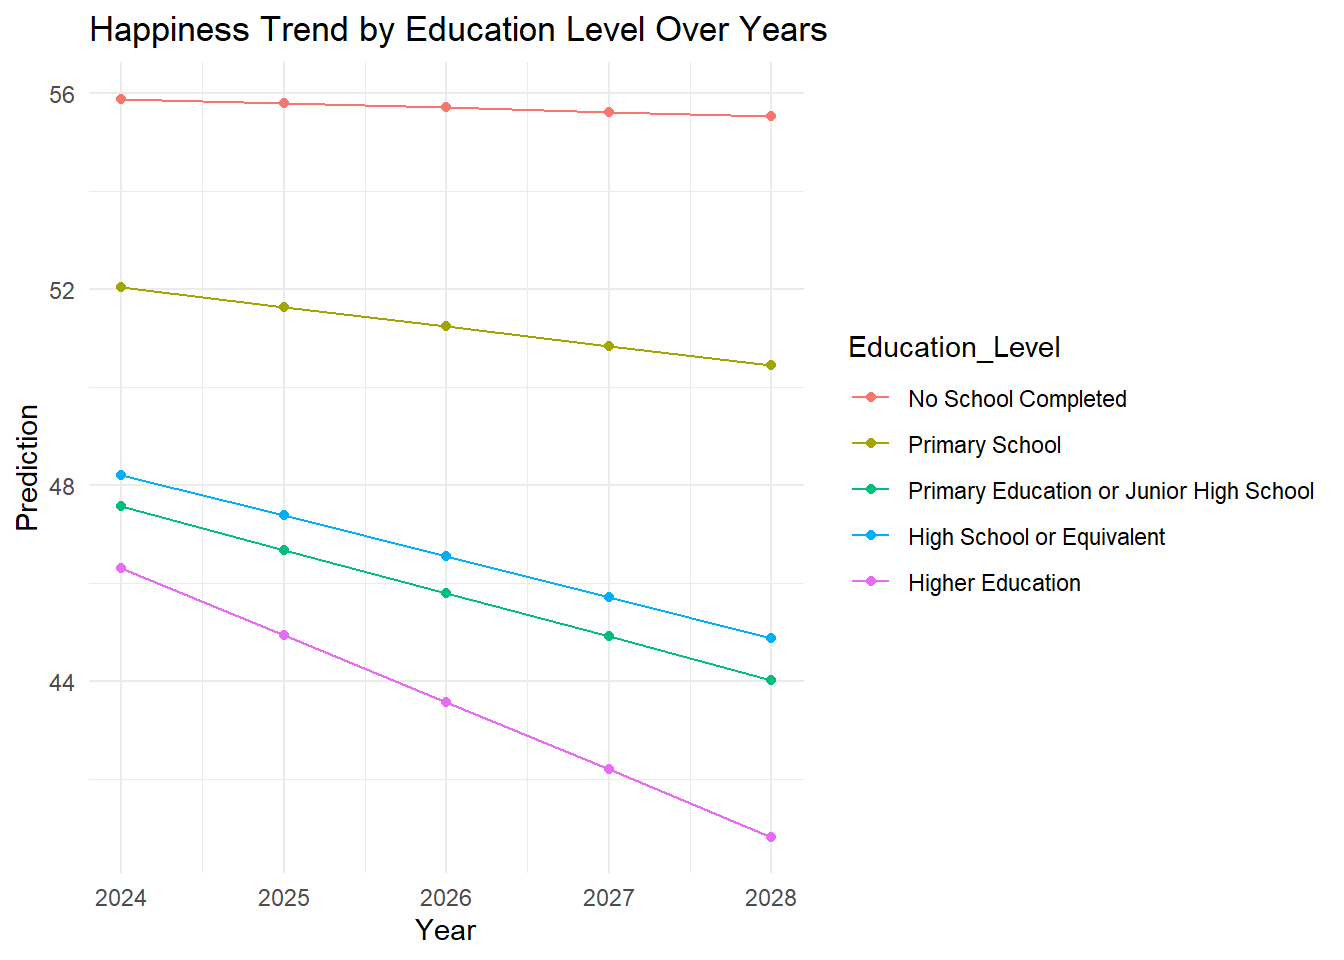 Happiness Trend by Education Level Over Years
Prediction
56
52
48
44
2024 2025 2026 2027 2028
Year
Education_Level
No School Completed
Primary School
Primary Education or Junior High School
High School or Equivalent
Higher Education